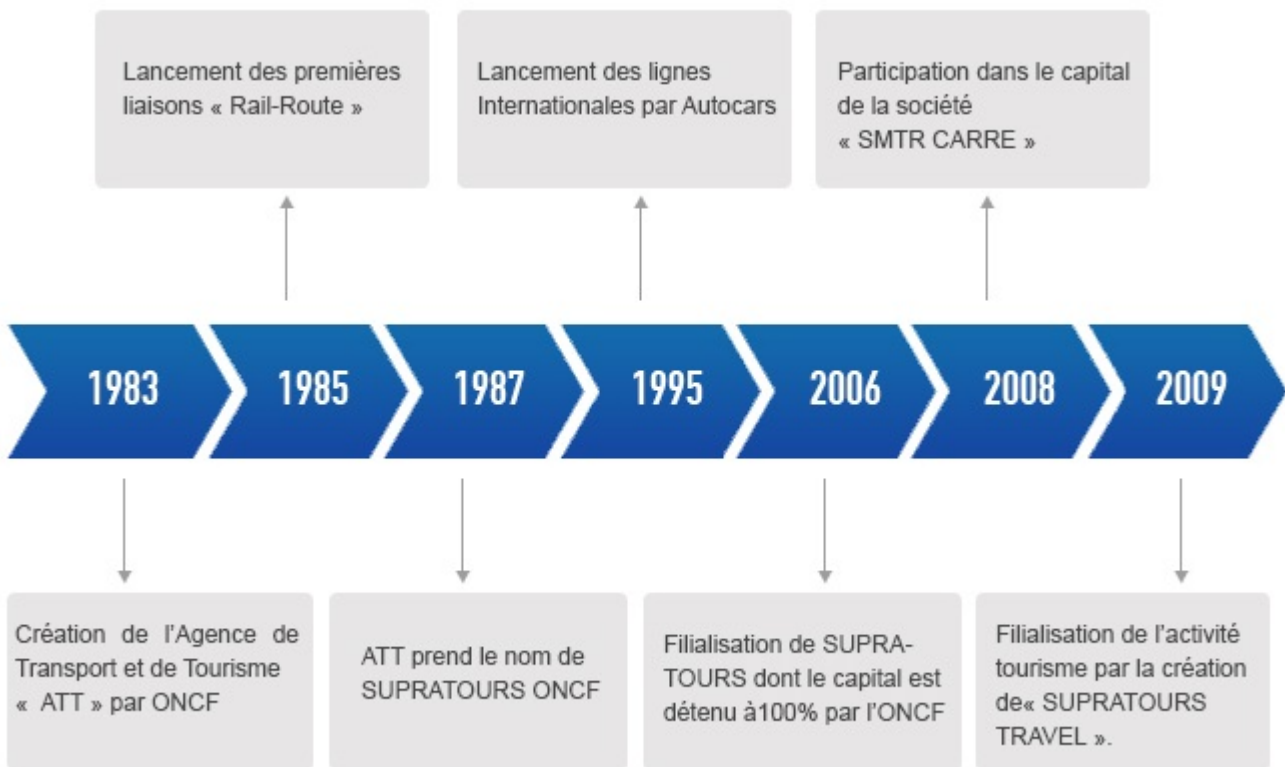 Lancement des premières
liaisons « Rail-Route »
Lancement des lignes
Internationales par Autocars
Participation dans le capital
de la société
« SMTR CARRE »
1983
1985
1987
1995
2006
2008
2009
Création de l'Agence de
Transport et de Tourisme
« ATT » par ONCF
ATT prend le nom de
SUPRATOURS ONCF
Filialisation de SUPRA-
TOURS dont le capital est
détenu à100% par l'ONCF
Filialisation de l'activité
tourisme par la création
de« SUPRATOURS
TRAVEL ».